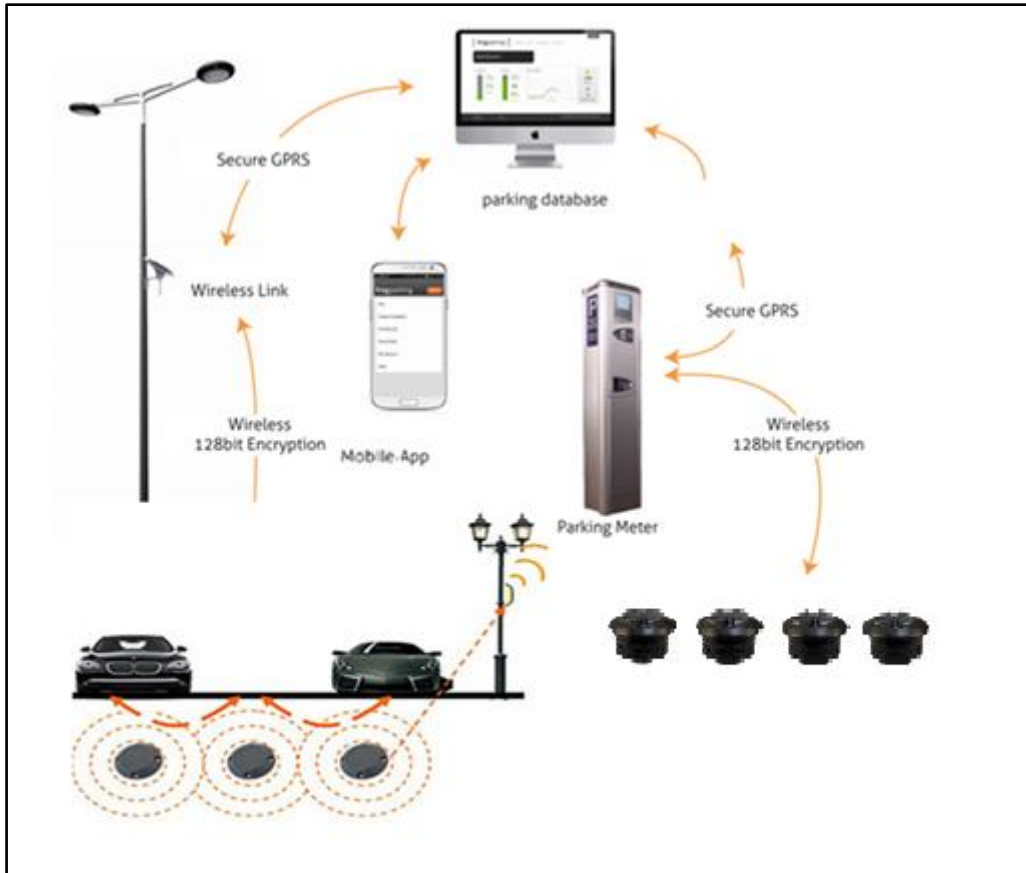 Secure GPRS
parking database
Wireless Link
Secure GPRS
Wireless
128bit Encryption
Mobile-App
Wireless
128bit Encryption
Parking Meter